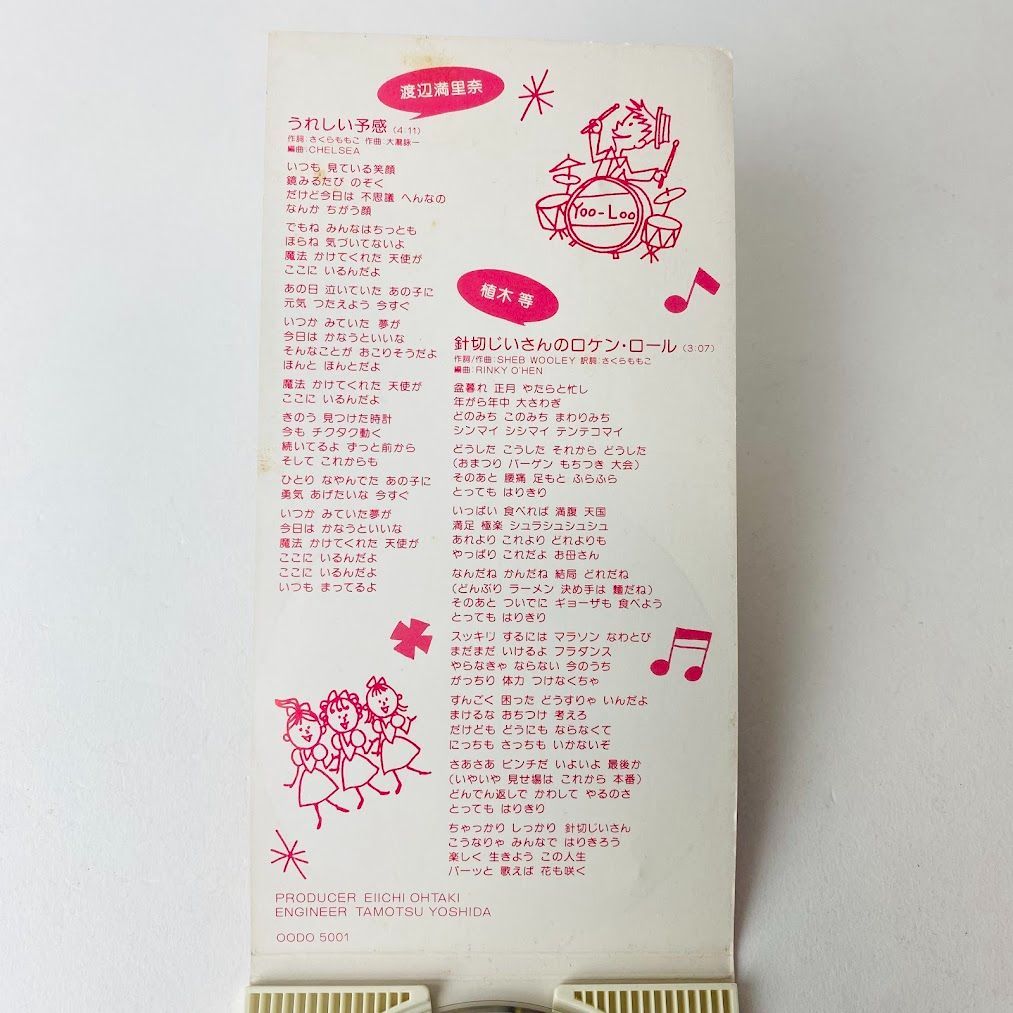 渡辺満里奈
うれしい予感 (4:11)
作詞:さくらももこ 作曲:大瀧詠一
編曲:CHELSEA
いつも 見ている笑顔
鏡みるたび のぞく
だけど今日は 不思議 へんなの
なんか ちがう顔
でもね みんなはちっとも
ほらね 気づいてないよ
魔法 かけてくれた 天使が
ここに いるんだよ
あの日 泣いていた あの子に
元気 つたえよう 今すぐ
いつか みていた 夢が
今日は かなうといいな
そんなことが おこりそうだよ
ほんと ほんとだよ
魔法 かけてくれた 天使が
ここに いるんだよ
きのう 見つけた時計
今も チクタク動く
続いてるよ ずっと前から
そして これからも
ひとり なやんでた あの子に
勇気 あげたいな 今すぐ
いつか みていた夢が
今日は かなうといいな
魔法 かけてくれた 天使が
ここに いるんだよ
ここに いるんだよ
いつも まってるよ
Yoo-Loo
植木 等
針切じいさんのロケン・ロール (3:07)
作詞/作曲:SHEB WOOLEY 訳詞:さくらももこ
編曲:RINKY O'HEN
盆暮れ 正月 やたらと忙し
年がら年中 大さわぎ
どのみち このみち まわりみち
シンマイ シシマイ テンテコマイ
どうした こうした それから どうした
(おまつり バーゲン もちつき 大会)
そのあと 腰痛 足もと ふらふら
とっても はりきり
いっぱい 食べれば 満腹 天国
満足 極楽 シュラシュシュシュ
あれより これより どれよりも
やっぱり これだよ お母さん
なんだね かんだね 結局 どれだね
(どんぶり ラーメン 決め手は 麺だね)
そのあと ついでに ギョーザも 食べよう
とっても はりきり
スッキリ するには マラソン なわとび
まだまだ いけるよ フラダンス
やらなきゃ ならない 今のうち
がっちり 体力 つけなくちゃ
すんごく 困った どうすりゃ いんだよ
まけるな おちつけ 考えろ
だけども どうにも ならなくて
にっちも さっちも いかないぞ
さあさあ ピンチだ いよいよ 最後か
(いやいや 見せ場は これから 本番)
どんでん返しで かわして やるのさ
とっても はりきり
ちゃっかり しっかり 針切じいさん
こうなりゃ みんなで はりきろう
楽しく 生きよう この人生
パーッと 歌えば 花も咲く
PRODUCER EIICHI OHTAKI
ENGINEER TAMOTSU YOSHIDA
OODO 5001